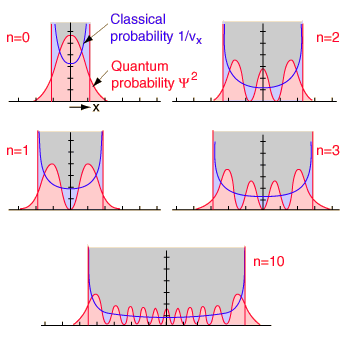 n=0
Classical
probability 1/vₓ
Quantum
probability Ψ²
x
n=2
n=1
n=3
n=10